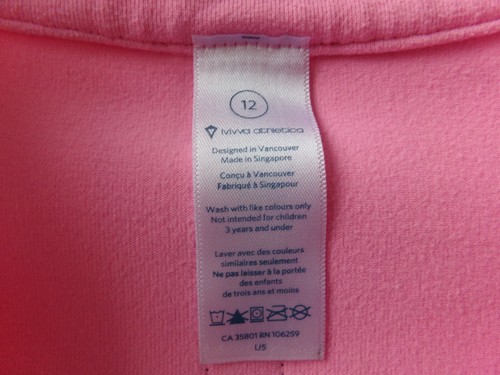 12
ivivva athletica
Designed in Vancouver
Made in Singapore
Conçu à Vancouver
Fabriqué à Singapour
Wash with like colours only
Not intended for children
3 years and under
Laver avec des couleurs
similaires seulement
Ne pas laisser à la portée
des enfants
de trois ans et moins
CA 35801 RN 106259
1/5